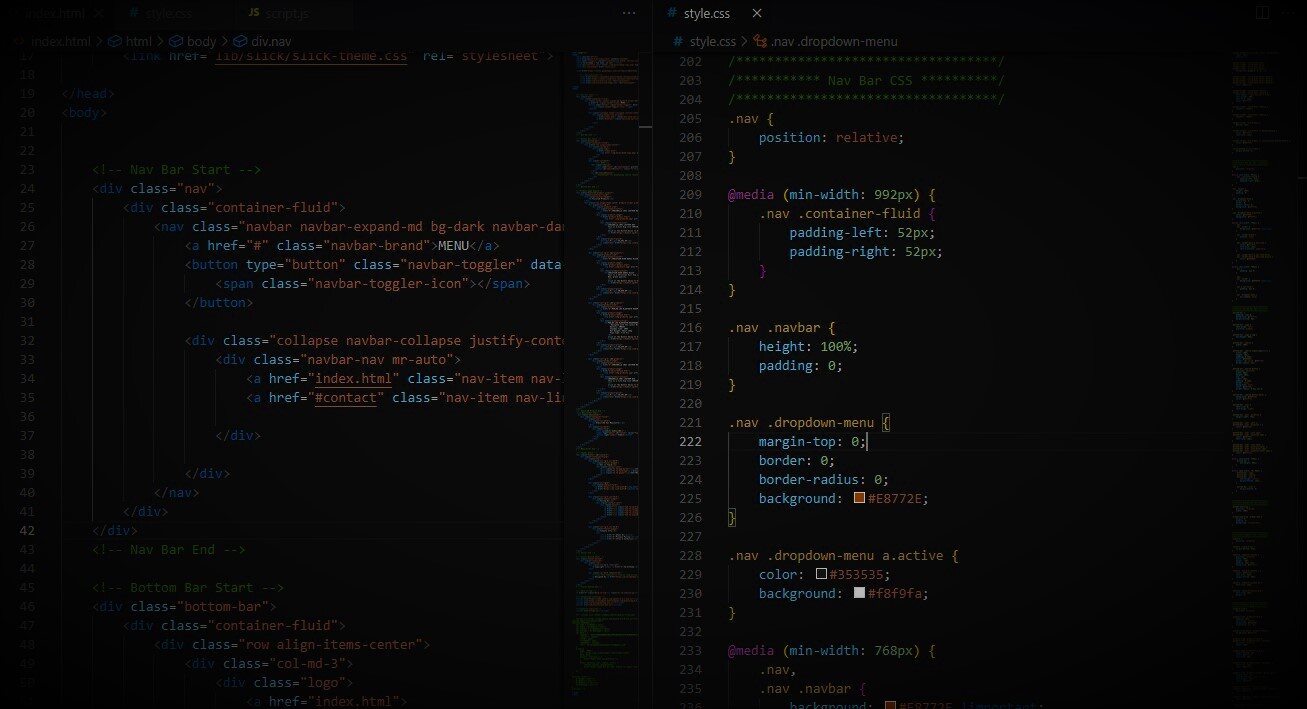 index.html
style.css
JS script.js
...
index.html > html > body > div.nav
17 <link href="lib/slick/slick-theme.css" rel="stylesheet">
18
19 </head>
20 <body>
21
22
23 <!-- Nav Bar Start -->
24 <div class="nav">
25 <div class="container-fluid">
26 <nav class="navbar navbar-expand-md bg-dark navbar-dar
27 <a href="#" class="navbar-brand">MENU</a>
28 <button type="button" class="navbar-toggler" data-
29 <span class="navbar-toggler-icon"></span>
30 </button>
31
32 <div class="collapse navbar-collapse justify-conte
33 <div class="navbar-nav mr-auto">
34 <a href="index.html" class="nav-item nav-l
35 <a href="#contact" class="nav-item nav-lin
36
37 </div>
38
39 </div>
40 </nav>
41 </div>
42 </div>
43 <!-- Nav Bar End -->
44
45 <!-- Bottom Bar Start -->
46 <div class="bottom-bar">
47 <div class="container-fluid">
48 <div class="row align-items-center">
49 <div class="col-md-3">
50 <div class="logo">
<a href="index.html">
# style.css ×
# style.css > .nav .dropdown-menu
202 /**********************************/
203 /*********** Nav Bar CSS **********/
204 /**********************************/
205 .nav {
206 position: relative;
207 }
208
209 @media (min-width: 992px) {
210 .nav .container-fluid {
211 padding-left: 52px;
212 padding-right: 52px;
213 }
214 }
215
216 .nav .navbar {
217 height: 100%;
218 padding: 0;
219 }
220
221 .nav .dropdown-menu {
222 margin-top: 0;
223 border: 0;
224 border-radius: 0;
225 background: #E8772E;
226 }
227
228 .nav .dropdown-menu a.active {
229 color: #353535;
230 background: #f8f9fa;
231 }
232
233 @media (min-width: 768px) {
234 .nav,
235 .nav .navbar {
236 background: #E8772E !important;